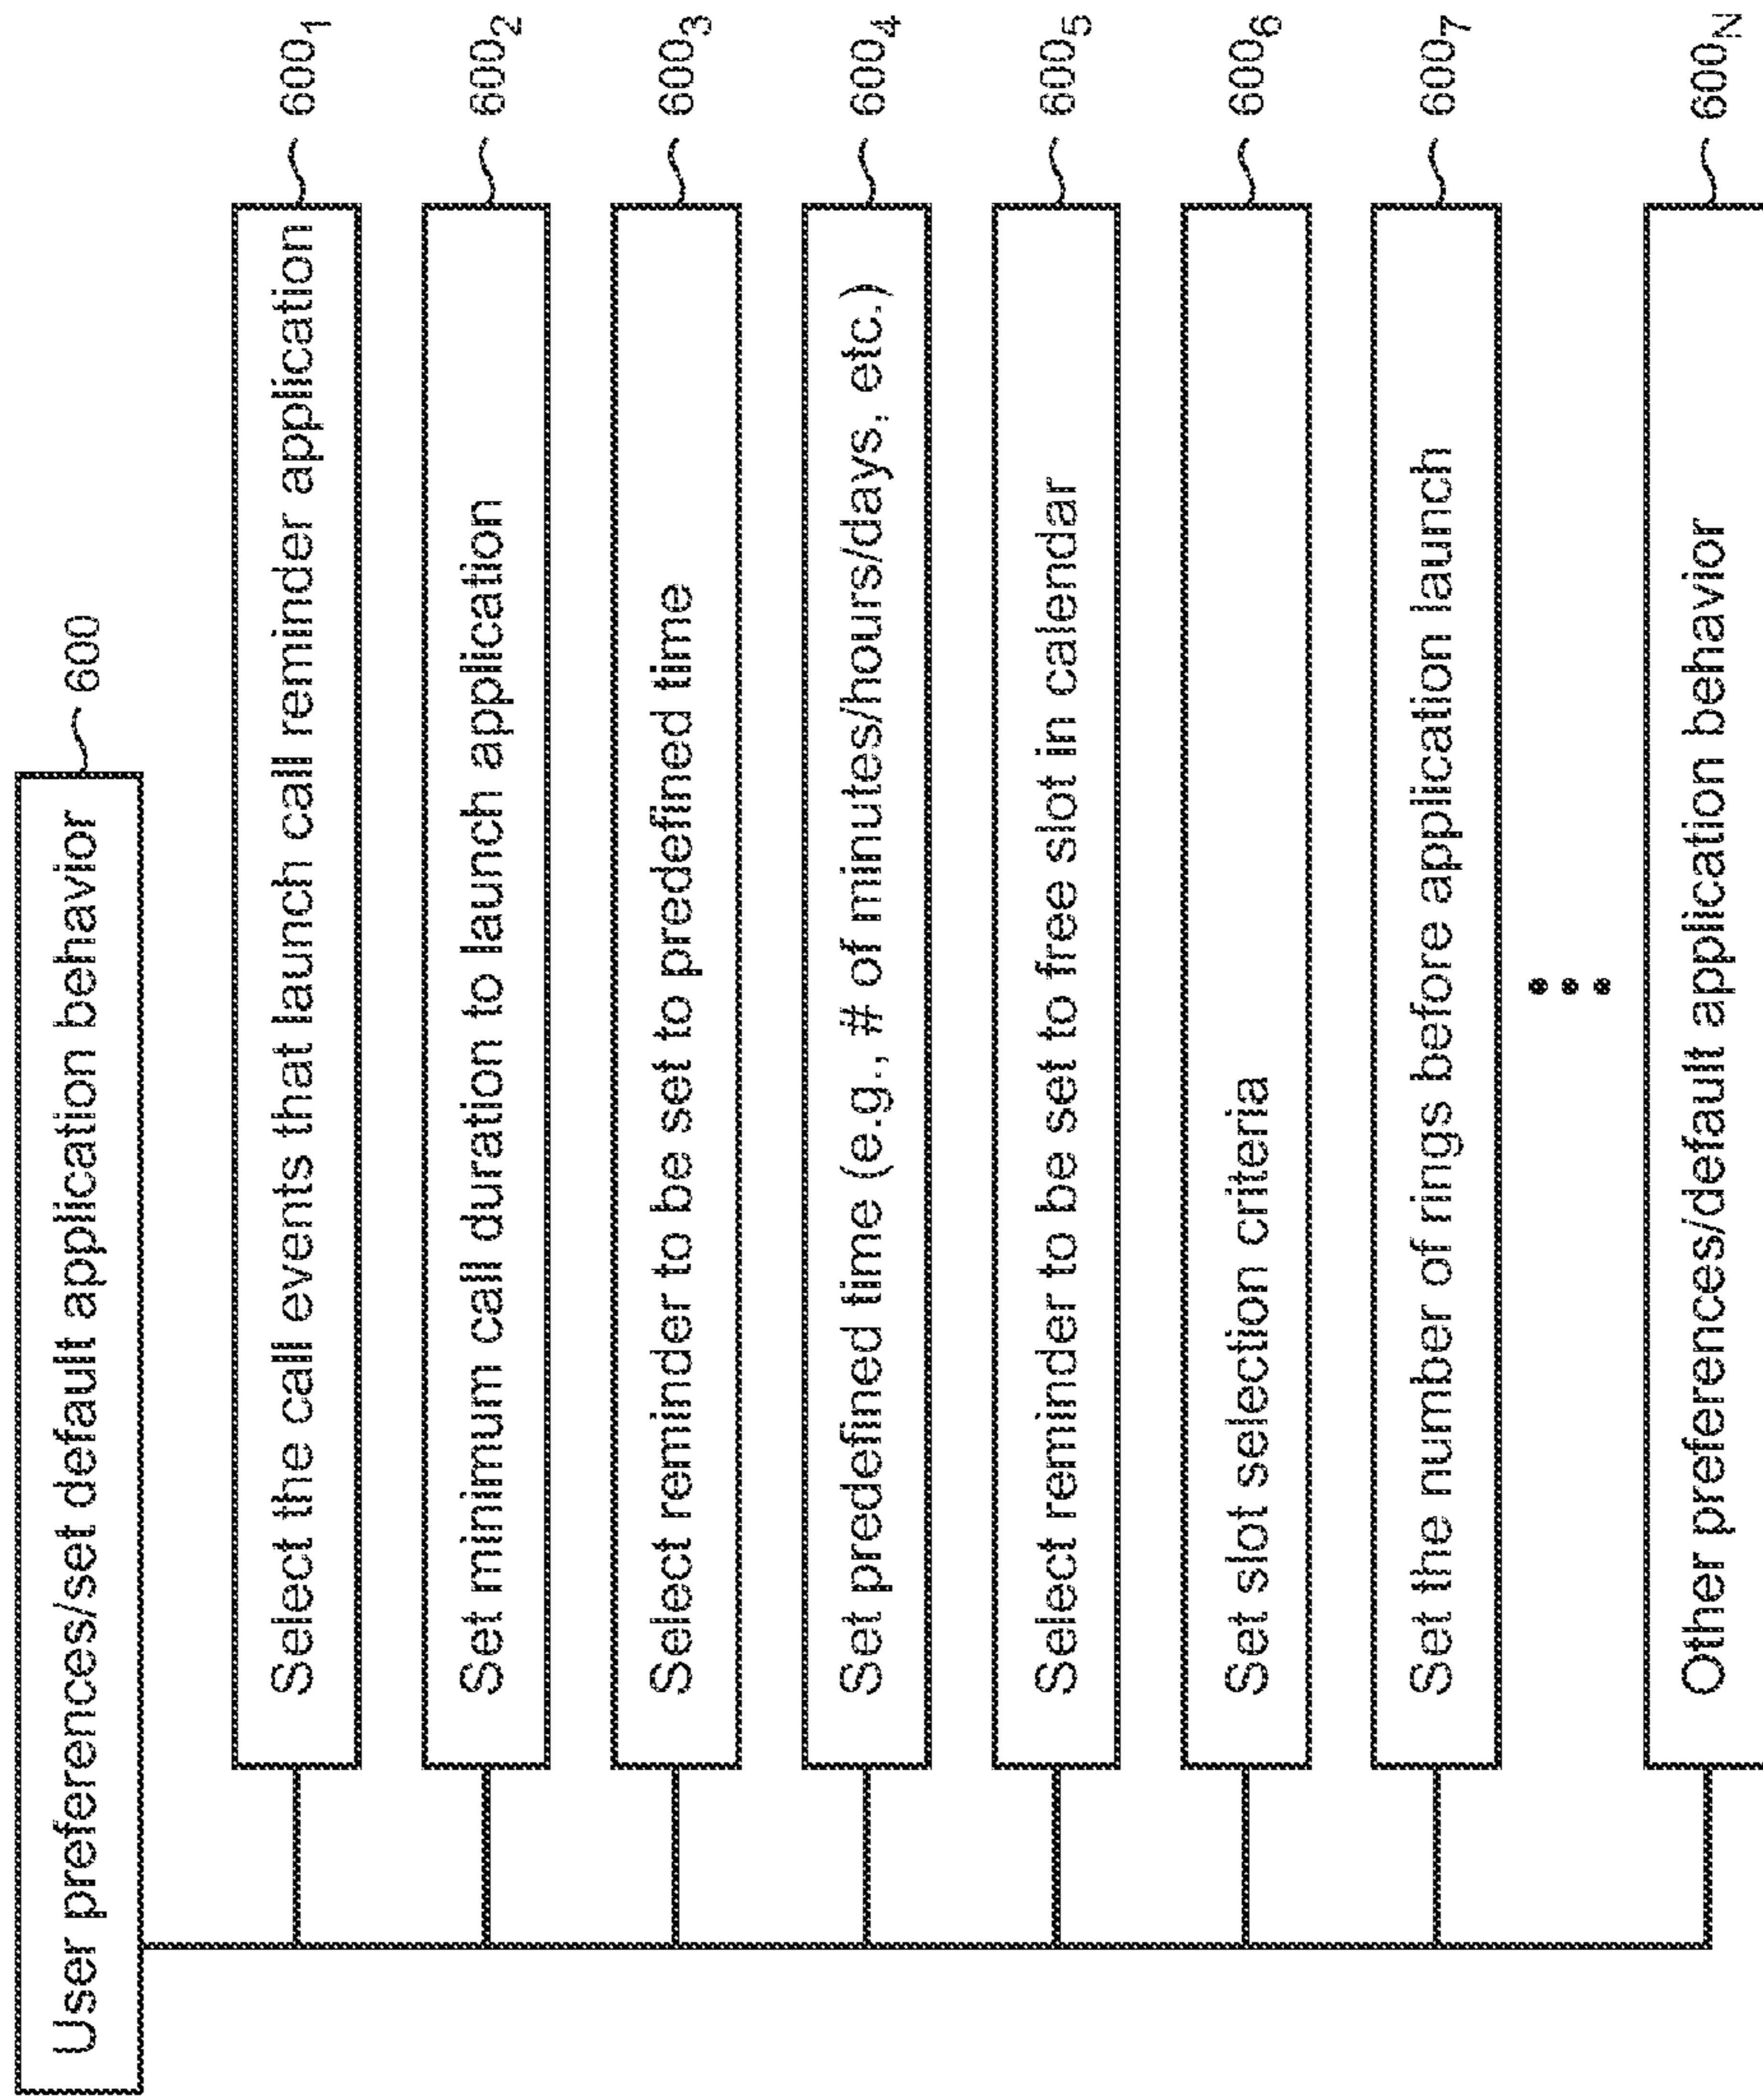 User preferences/set default application behavior 600
Select the call events that launch call reminder application 600₁
Set minimum call duration to launch application 600₂
Select reminder to be set to predefined time 600₃
Set predefined time (e.g., # of minutes/hours/days, etc.) 600₄
Select reminder to be set to free slot in calendar 600₅
Set slot selection criteria 600₆
Set the number of rings before application launch 600₇
Other preferences/default application behavior 600_N